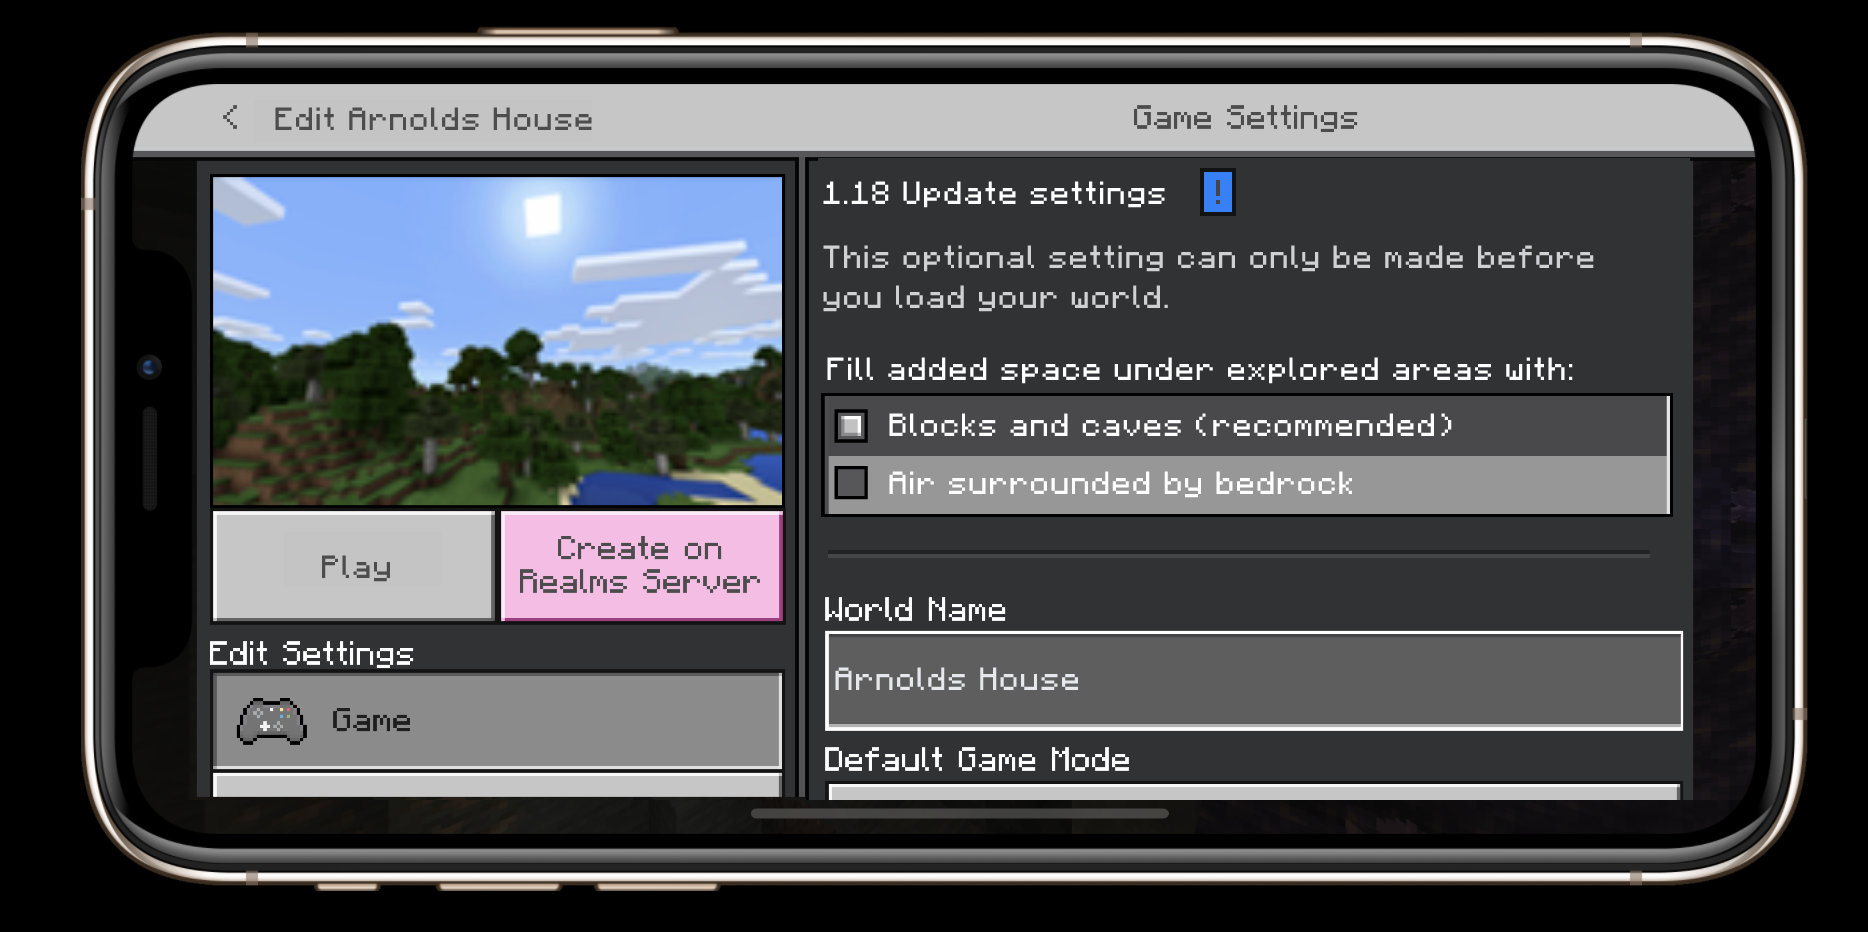 Edit Arnolds House
Game Settings
Play
Create on
Realms Server
Edit Settings
Game
1.18 Update settings
!
This optional setting can only be made before
you load your world.
Fill added space under explored areas with:
Blocks and caves (recommended)
Air surrounded by bedrock
World Name
Arnolds House
Default Game Mode